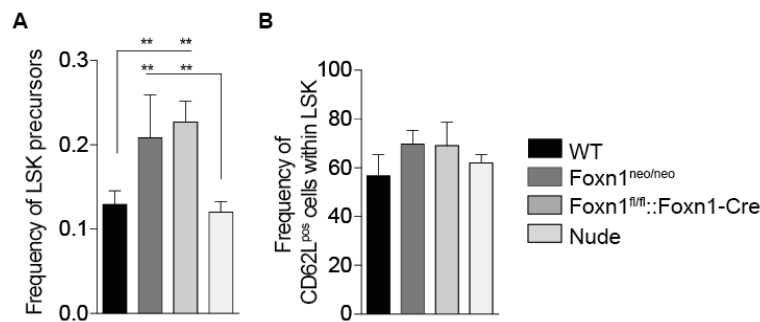 A
Frequency of LSK precursors
0.3
0.2
0.1
0.0
** **
** **
B
Frequency of
CD62Lpos cells within LSK
100
80
60
40
20
0
WT
Foxn1neo/neo
Foxn1fl/fl::Foxn1-Cre
Nude